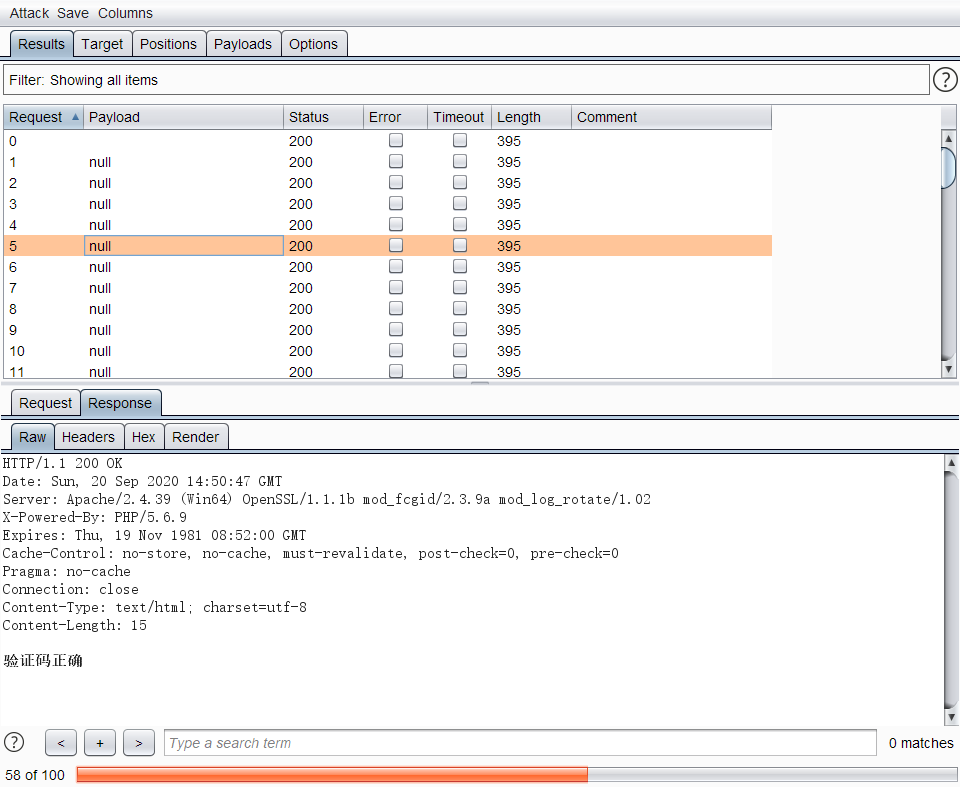 Attack Save Columns
Results Target Positions Payloads Options
Filter: Showing all items ?
Request Payload Status Error Timeout Length Comment
0 200 395
1 null 200 395
2 null 200 395
3 null 200 395
4 null 200 395
5 null 200 395
6 null 200 395
7 null 200 395
8 null 200 395
9 null 200 395
10 null 200 395
11 null 200 395
Request Response
Raw Headers Hex Render
HTTP/1.1 200 OK
Date: Sun, 20 Sep 2020 14:50:47 GMT
Server: Apache/2.4.39 (Win64) OpenSSL/1.1.1b mod_fcgid/2.3.9a mod_log_rotate/1.02
X-Powered-By: PHP/5.6.9
Expires: Thu, 19 Nov 1981 08:52:00 GMT
Cache-Control: no-store, no-cache, must-revalidate, post-check=0, pre-check=0
Pragma: no-cache
Connection: close
Content-Type: text/html; charset=utf-8
Content-Length: 15
验证码正确
? < + > Type a search term 0 matches
58 of 100